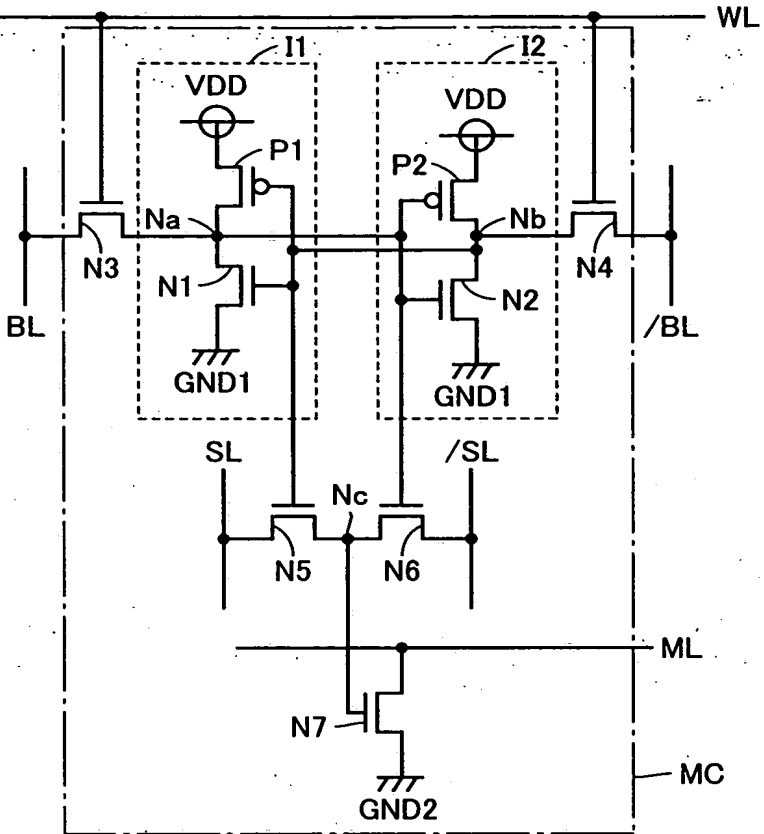 WL
I1
I2
VDD
VDD
P1
P2
Na
Nb
N3
N4
N1
N2
BL
/BL
GND1
GND1
SL
/SL
Nc
N5
N6
ML
N7
MC
GND2